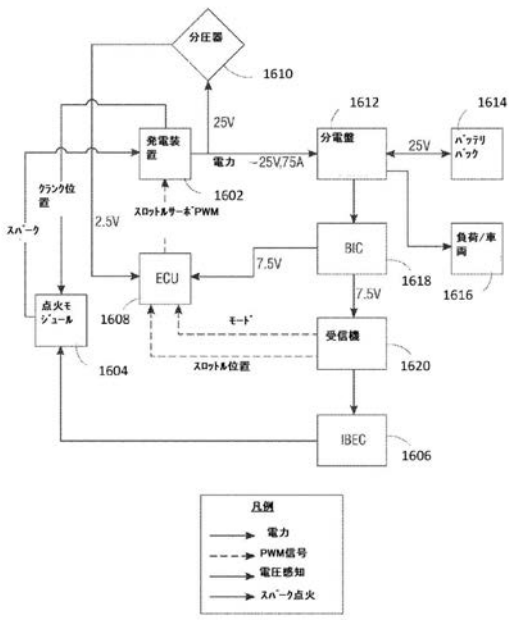 分圧器
1610
25V
1612
1614
発電装
置
電力
~25V,75A
分電盤
25V
バッテリ
パック
クランク位
置
1602
スロットルサーボPWM
スパーク
2.5V
ECU
7.5V
BIC
負荷/車
両
1618
1616
1608
7.5V
点火モ
ジュール
モード
受信機
スロットル位置
1604
1620
IBEC
1606
凡例
電力
PWM信号
電圧感知
スパーク点火